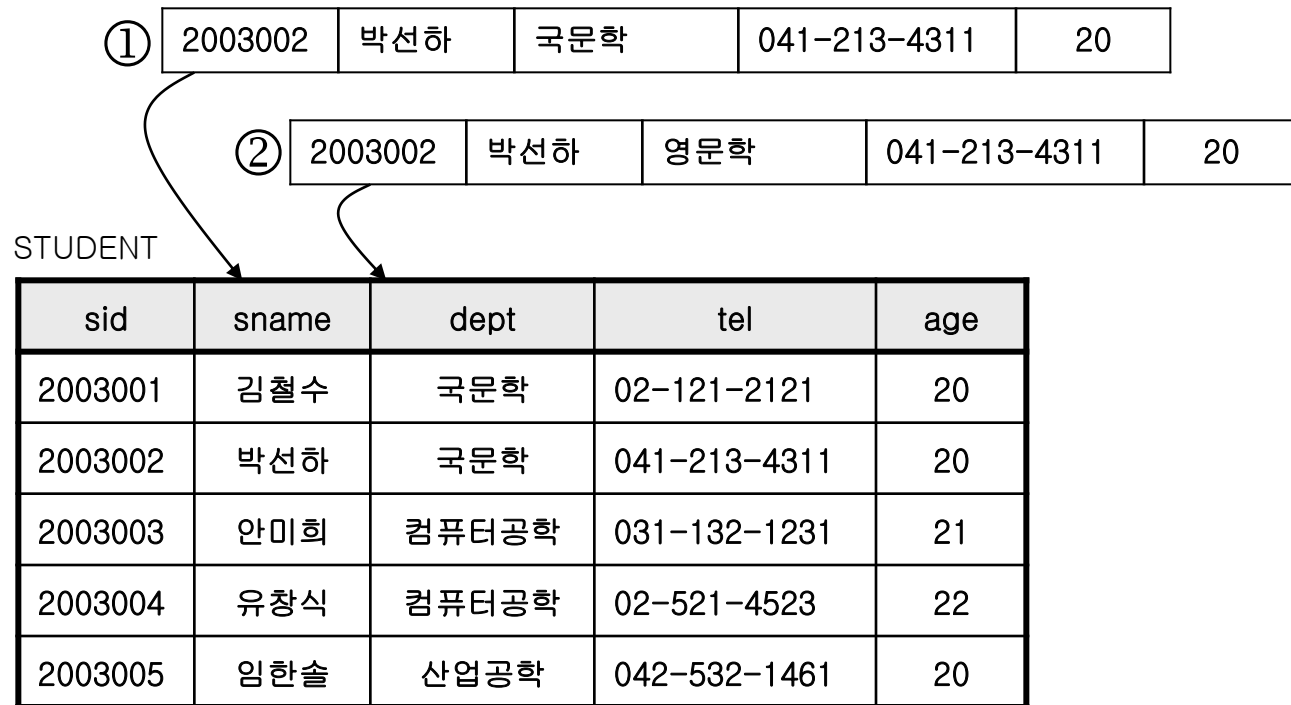 ① 2003002 박선하 국문학 041-213-4311 20
② 2003002 박선하 영문학 041-213-4311 20
STUDENT
sid sname dept tel age
2003001 김철수 국문학 02-121-2121 20
2003002 박선하 국문학 041-213-4311 20
2003003 안미희 컴퓨터공학 031-132-1231 21
2003004 유창식 컴퓨터공학 02-521-4523 22
2003005 임한솔 산업공학 042-532-1461 20